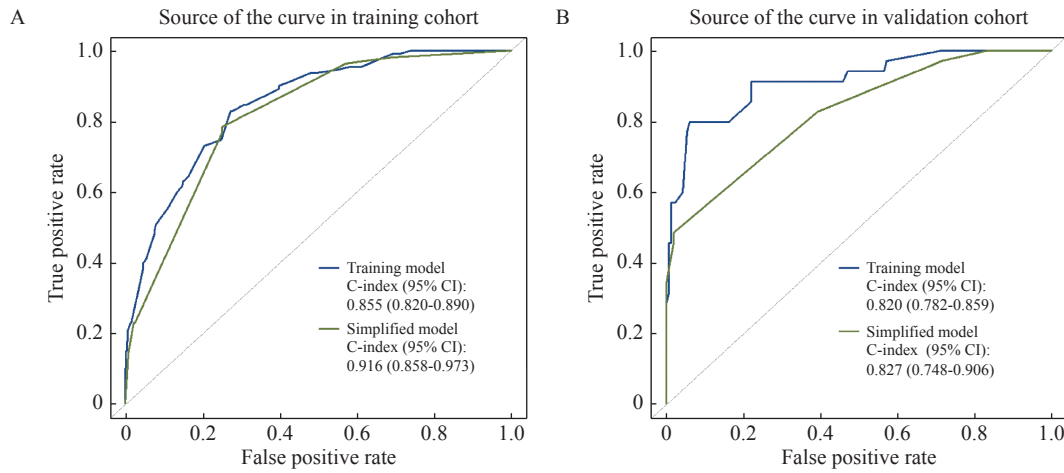 A
Source of the curve in training cohort
True positive rate
1.0
0.8
0.6
0.4
0.2
0
Training model
C-index (95% CI):
0.855 (0.820-0.890)
Simplified model
C-index (95% CI):
0.916 (0.858-0.973)
0 0.2 0.4 0.6 0.8 1.0
False positive rate
B
Source of the curve in validation cohort
True positive rate
1.0
0.8
0.6
0.4
0.2
0
Training model
C-index (95% CI):
0.820 (0.782-0.859)
Simplified model
C-index (95% CI):
0.827 (0.748-0.906)
0 0.2 0.4 0.6 0.8 1.0
False positive rate